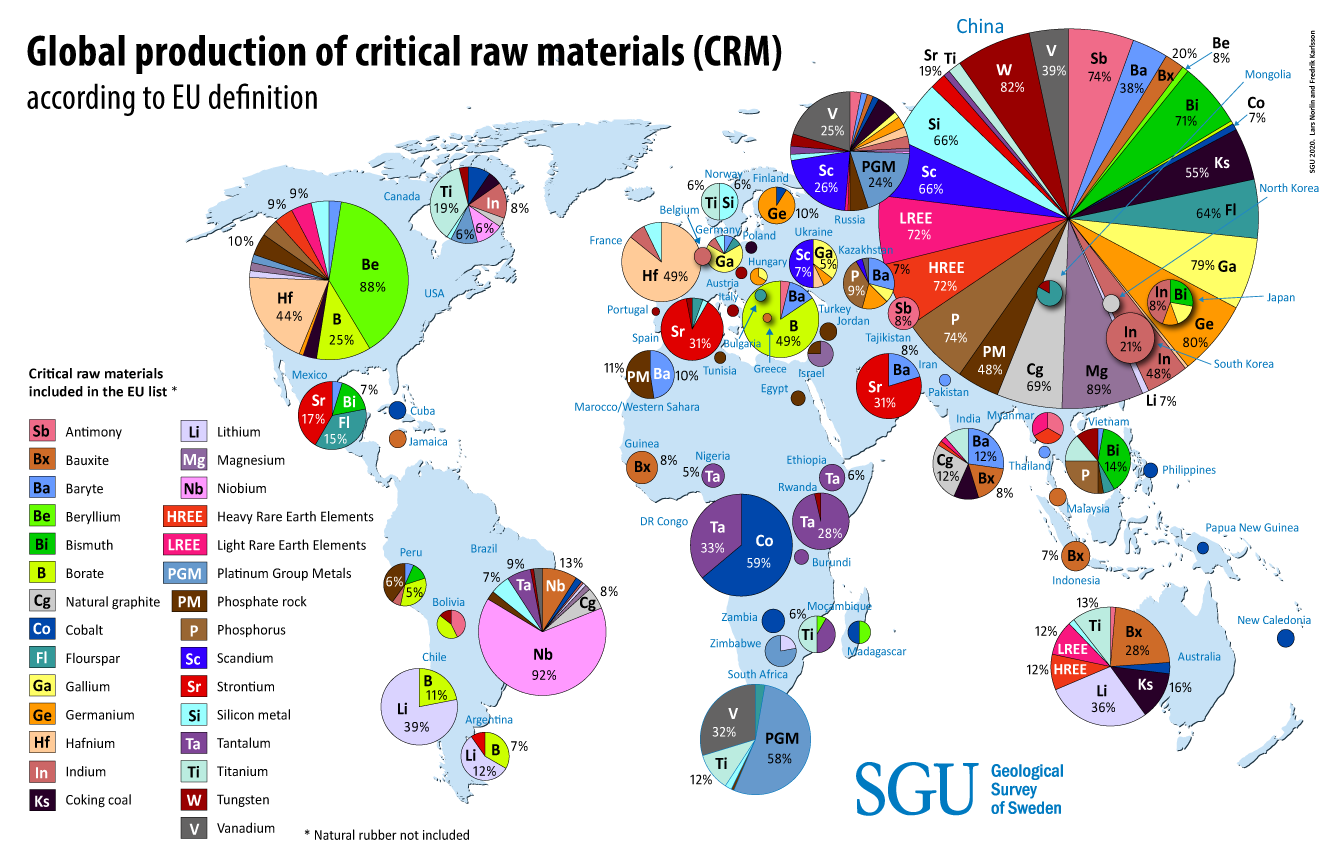 Global production of critical raw materials (CRM)
according to EU definition
SGU 2020. Lars Norlin and Fredrik Karlsson
China
Sr
19%
Ti
W
82%
V
39%
Sb
74%
Ba
38%
Bx
20%
Be
8%
Bi
71%
Co
7%
Ks
55%
64% Fl
79% Ga
Ge
80%
In
48%
Li 7%
Mg
89%
Cg
69%
PM
48%
P
74%
HREE
72%
LREE
72%
Sc
66%
Si
66%
Mongolia
North Korea
Japan
In
8%
Bi
South Korea
In
21%
Russia
V
25%
Sc
26%
PGM
24%
Canada
Ti
19%
In
8%
6%
6%
USA
9%
9%
10%
Be
88%
B
25%
Hf
44%
Norway
6%
6%
Ti
Si
Finland
Ge
10%
Belgium
France
Hf 49%
Germany
Ga
Poland
Hungary
Austria
Italy
Ukraine
Sc
7%
Ga
5%
Kazakhstan
P
9%
Ba
7%
Sb
8%
Tajikistan
Portugal
Spain
Sr
31%
Bulgaria
Greece
Turkey
Ba
B
49%
Jordan
Israel
Tunisia
Egypt
11%
PM
Ba
10%
Marocco/Western Sahara
8%
Iran
Ba
20%
Sr
31%
Pakistan
India
Ba
12%
Cg
12%
Bx
8%
Myanmar
Thailand
Vietnam
Bi
14%
P
Philippines
Malaysia
Papua New Guinea
7%
Bx
Indonesia
New Caledonia
Australia
13%
Ti
12%
LREE
12%
HREE
Bx
28%
Ks
16%
Li
36%
Mexico
Sr
17%
Bi
7%
Fl
15%
Cuba
Jamaica
Guinea
Bx
8%
Nigeria
5%
Ta
Ethiopia
Ta
6%
Rwanda
Ta
28%
Burundi
DR Congo
Ta
33%
Co
59%
Zambia
Zimbabwe
Moçambique
6%
Ti
Madagascar
South Africa
V
32%
Ti
12%
PGM
58%
Peru
6%
5%
Bolivia
Brazil
7%
9%
Ta
Nb
13%
8%
Cg
Nb
92%
Chile
B
11%
Li
39%
Argentina
B
7%
Li
12%
Critical raw materials
included in the EU list *
Sb Antimony
Bx Bauxite
Ba Baryte
Be Beryllium
Bi Bismuth
B Borate
Cg Natural graphite
Co Cobalt
Fl Flourspar
Ga Gallium
Ge Germanium
Hf Hafnium
In Indium
Ks Coking coal
Li Lithium
Mg Magnesium
Nb Niobium
HREE Heavy Rare Earth Elements
LREE Light Rare Earth Elements
PGM Platinum Group Metals
PM Phosphate rock
P Phosphorus
Sc Scandium
Sr Strontium
Si Silicon metal
Ta Tantalum
Ti Titanium
W Tungsten
V Vanadium
* Natural rubber not included
SGU
Geological
Survey
of Sweden